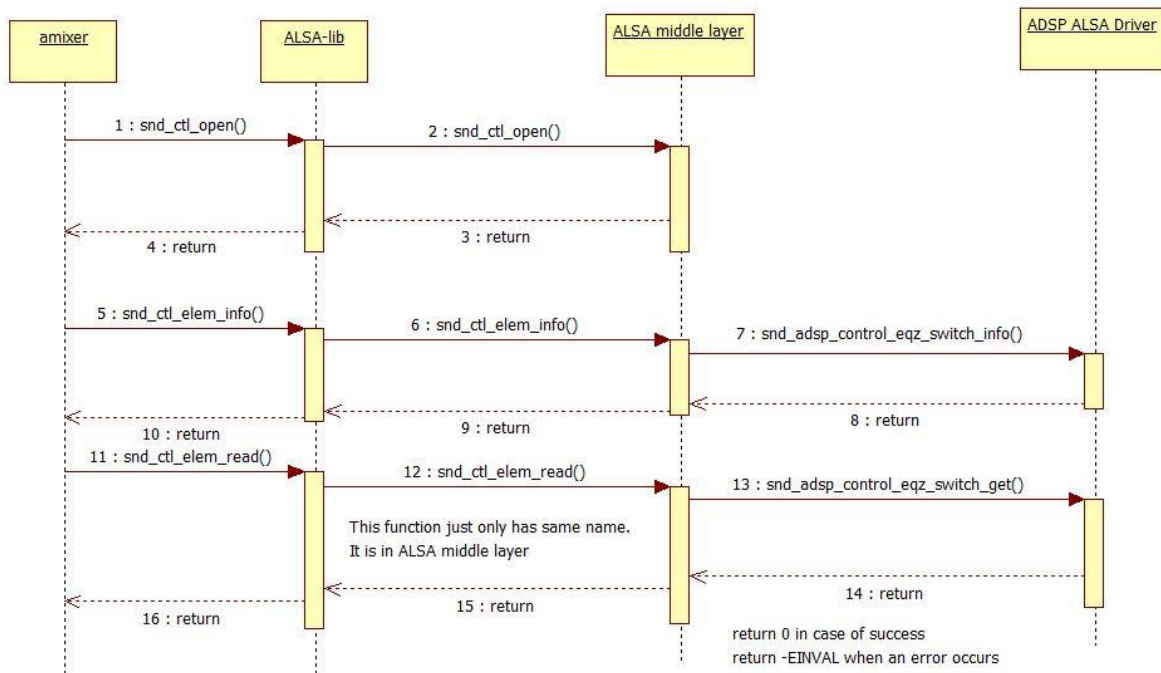 amixer
ALSA-lib
ALSA middle layer
ADSP ALSA Driver
1 : snd_ctl_open()
2 : snd_ctl_open()
3 : return
4 : return
5 : snd_ctl_elem_info()
6 : snd_ctl_elem_info()
7 : snd_adsp_control_eqz_switch_info()
8 : return
9 : return
10 : return
11 : snd_ctl_elem_read()
12 : snd_ctl_elem_read()
13 : snd_adsp_control_eqz_switch_get()
This function just only has same name.
It is in ALSA middle layer
14 : return
15 : return
16 : return
return 0 in case of success
return -EINVAL when an error occurs